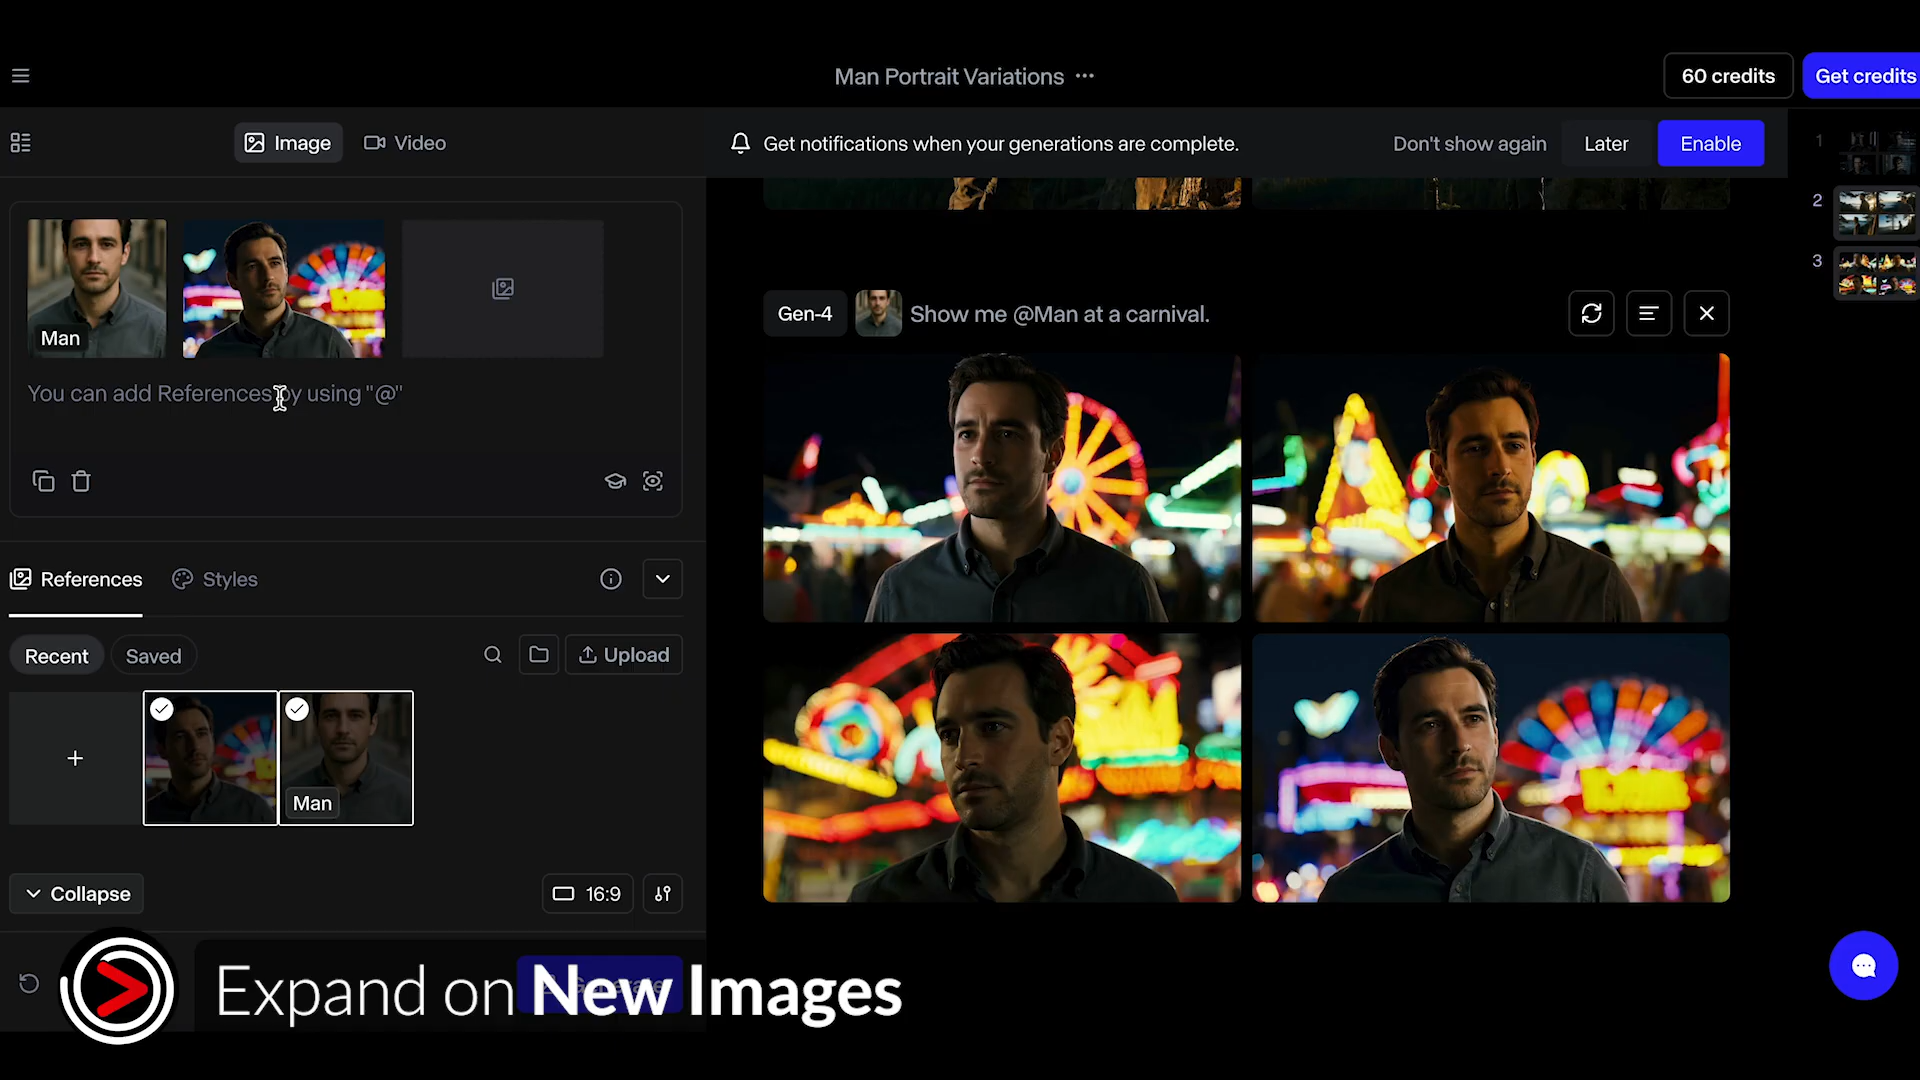 Man Portrait Variations ...
60 credits
Get credits
Image
Video
Get notifications when your generations are complete.
Don't show again
Later
Enable
1
2
3
Man
You can add References by using "@"
Gen-4
Show me @Man at a carnival.
References
Styles
Recent
Saved
Upload
Man
Collapse
16:9
Expand on New Images